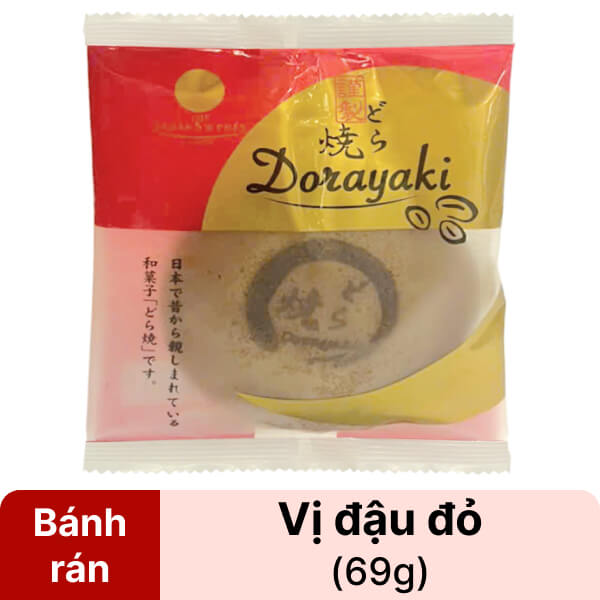 謹製
どら
焼
Dorayaki
日本で昔から親しまれている
和菓子「どら焼」です。
どら
焼
Bánh
rán
Vị đậu đỏ
(69g)